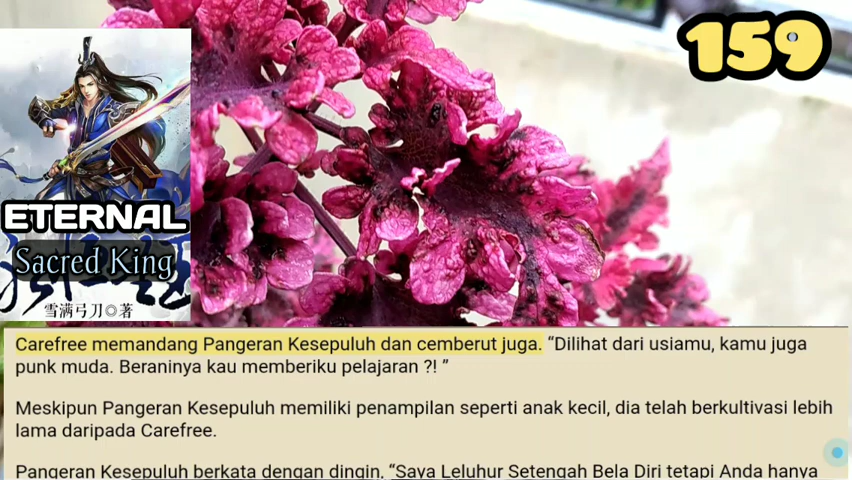 159
ETERNAL
Sacred King
雪满弓刀◎著
Carefree memandang Pangeran Kesepuluh dan cemberut juga. “Dilihat dari usiamu, kamu juga
punk muda. Beraninya kau memberiku pelajaran ?! ”
Meskipun Pangeran Kesepuluh memiliki penampilan seperti anak kecil, dia telah berkultivasi lebih
lama daripada Carefree.
Pangeran Kesepuluh berkata dengan dingin, “Saya Leluhur Setengah Bela Diri tetapi Anda hanya